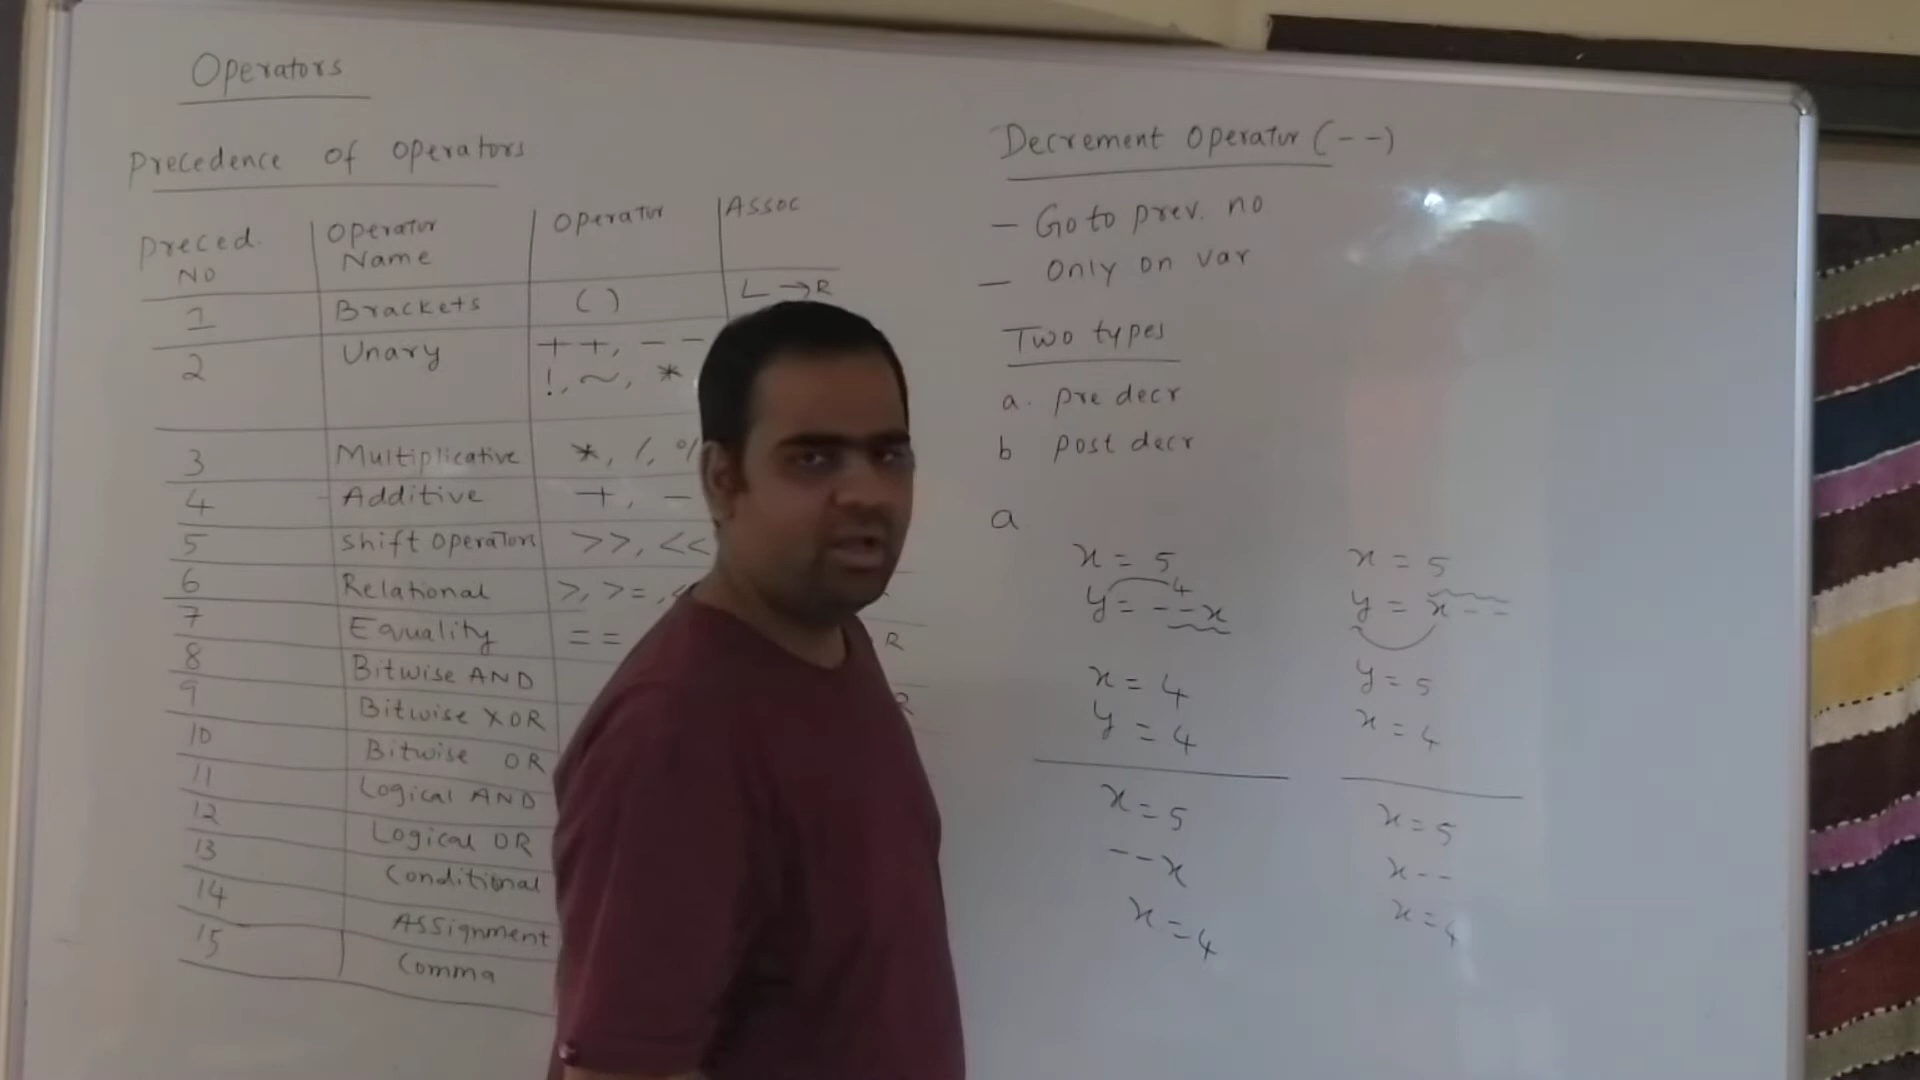 Operators
Precedence of operators
Preced. No | Operator Name | Operator | Assoc
1 | Brackets | ( ) | L → R
2 | Unary | ++, -- !, ~, *
3 | Multiplicative | *, /, %
4 | Additive | +, -
5 | Shift Operators | >>, <<
6 | Relational | >, >=, <
7 | Equality | == | R
8 | Bitwise AND
9 | Bitwise XOR | R
10 | Bitwise OR
11 | Logical AND
12 | Logical OR
13 | Conditional
14 | Assignment
15 | Comma
Decrement Operator (--)
- Go to prev. no
- Only on var
Two types
a. pre decr
b post decr
a
x = 5
4
y = --x
x = 4
y = 4
x = 5
--x
x = 4
x = 5
y = x--
y = 5
x = 4
x = 5
x--
x = 4